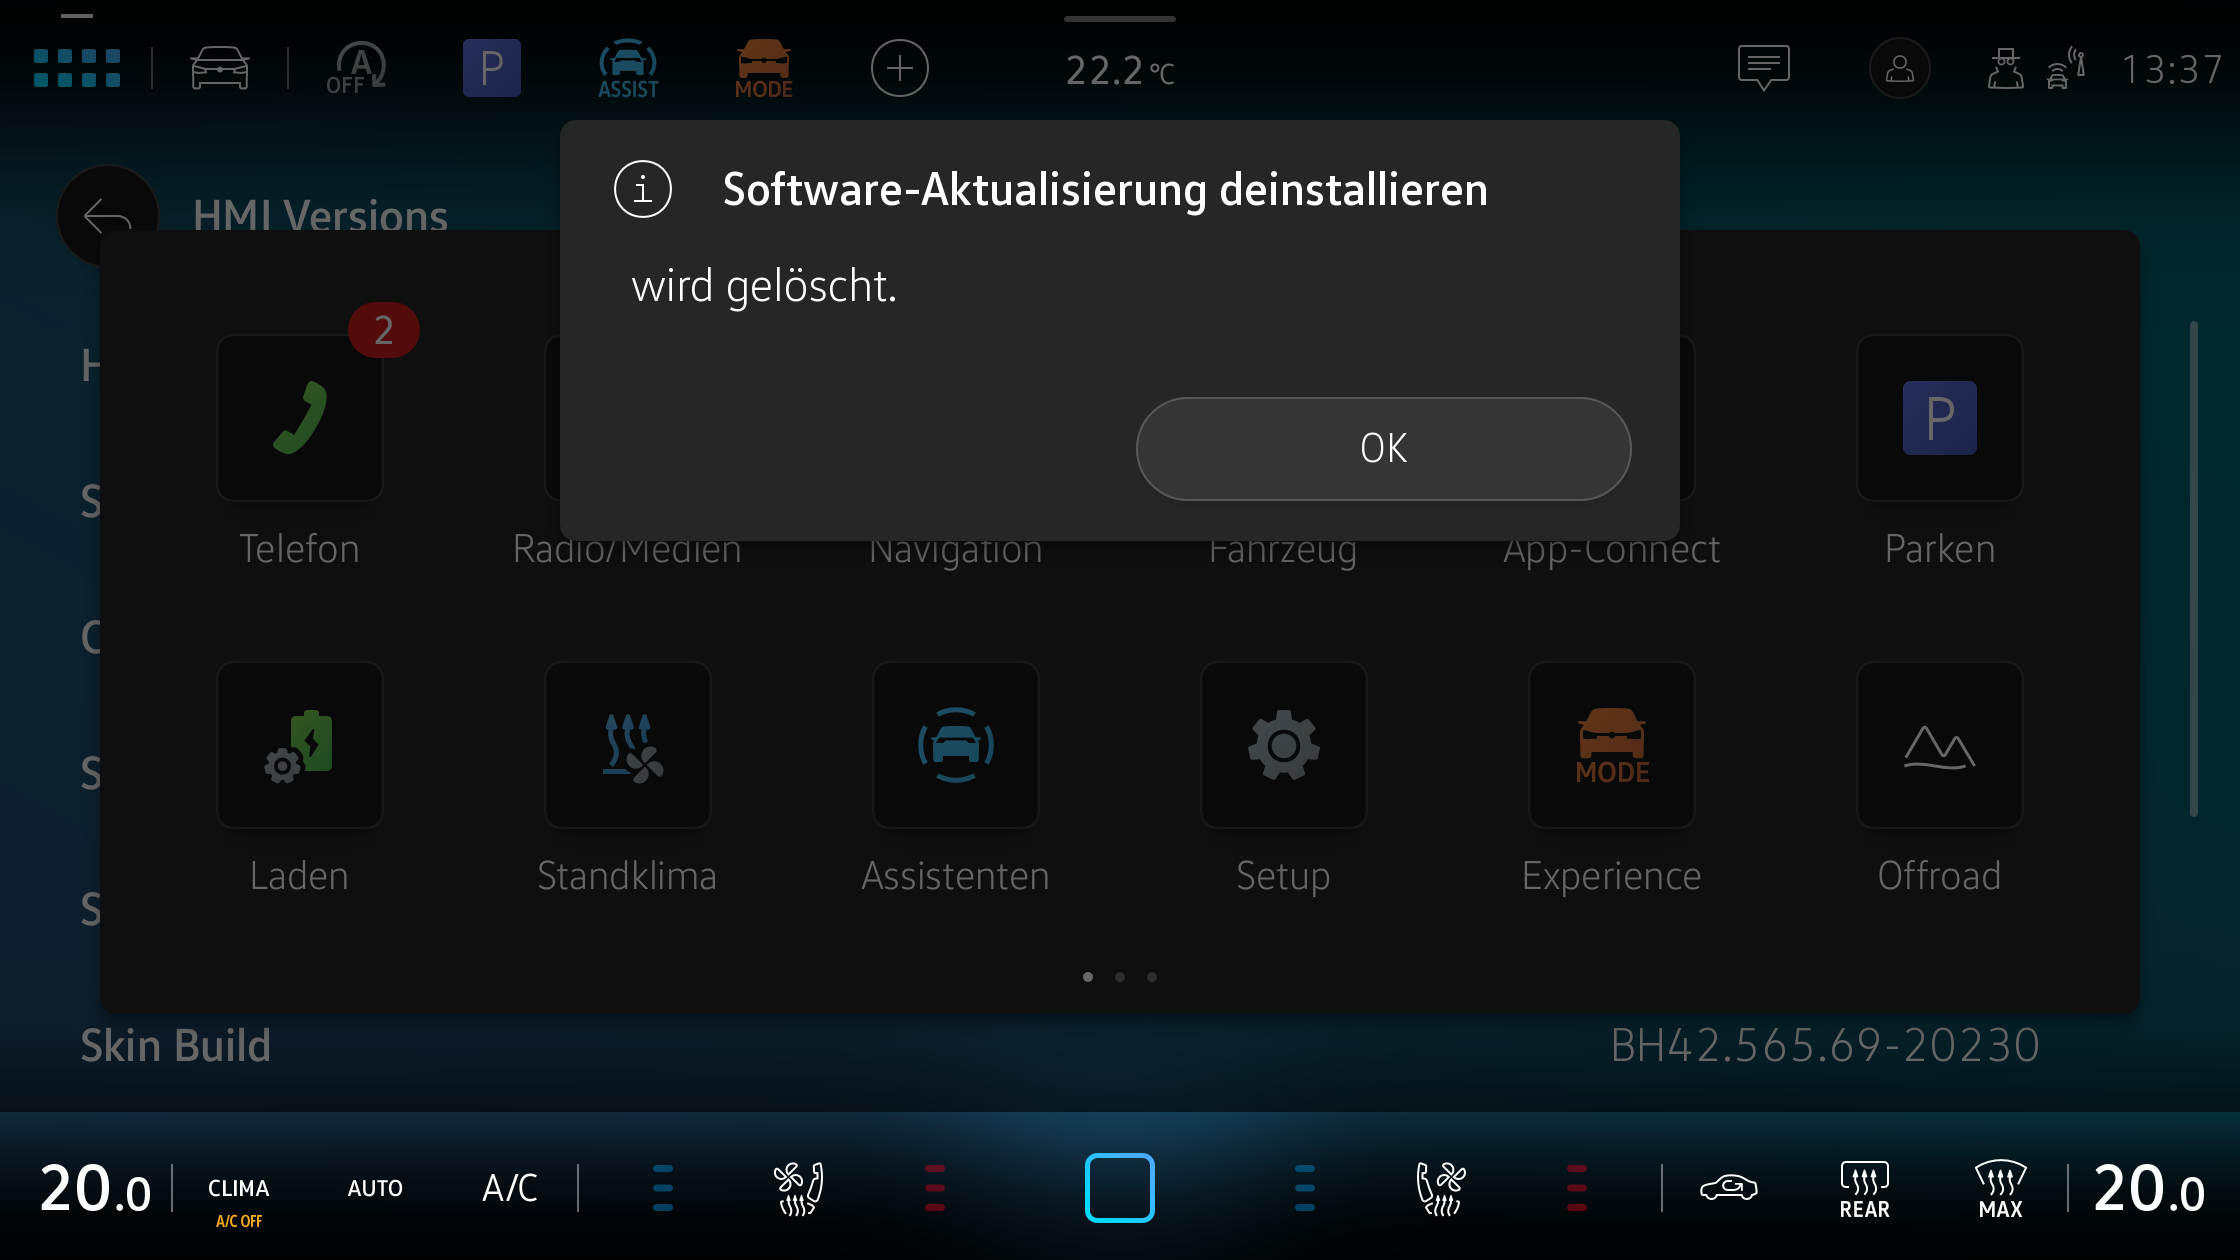 A
OFF
P
ASSIST
MODE
22.2°C
13:37
HMI Versions
Software-Aktualisierung deinstallieren
wird gelöscht.
OK
2
P
Telefon
Radio/Medien
Navigation
Fahrzeug
App-Connect
Parken
MODE
Laden
Standklima
Assistenten
Setup
Experience
Offroad
Skin Build
BH42.565.69-20230
20.0
CLIMA
A/C OFF
AUTO
A/C
REAR
MAX
20.0